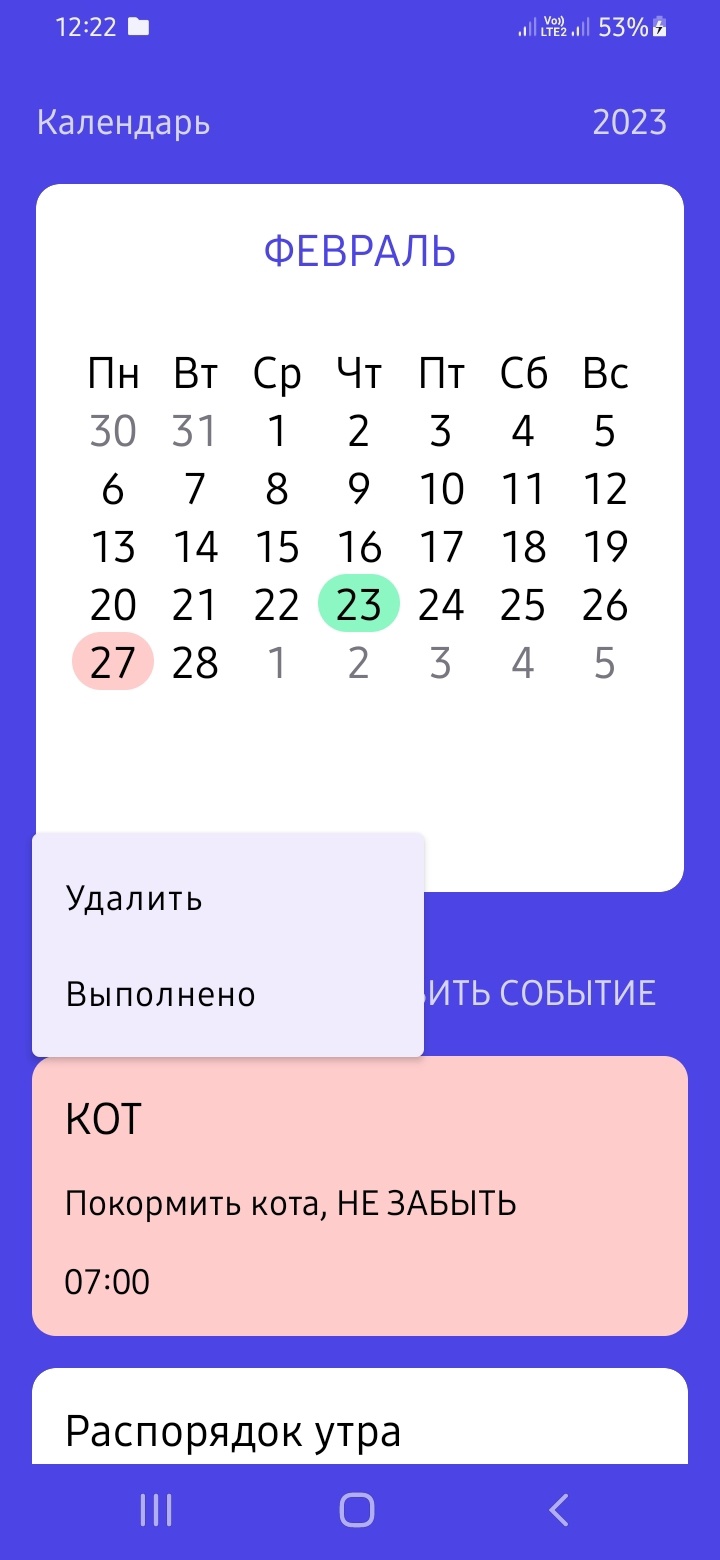 12:22 Vo)) LTE2 53%
Календарь 2023
ФЕВРАЛЬ
Пн Вт Ср Чт Пт Сб Вс
30 31 1 2 3 4 5
6 7 8 9 10 11 12
13 14 15 16 17 18 19
20 21 22 23 24 25 26
27 28 1 2 3 4 5
Удалить
Выполнено
ИТЬ СОБЫТИЕ
КОТ
Покормить кота, НЕ ЗАБЫТЬ
07:00
Распорядок утра